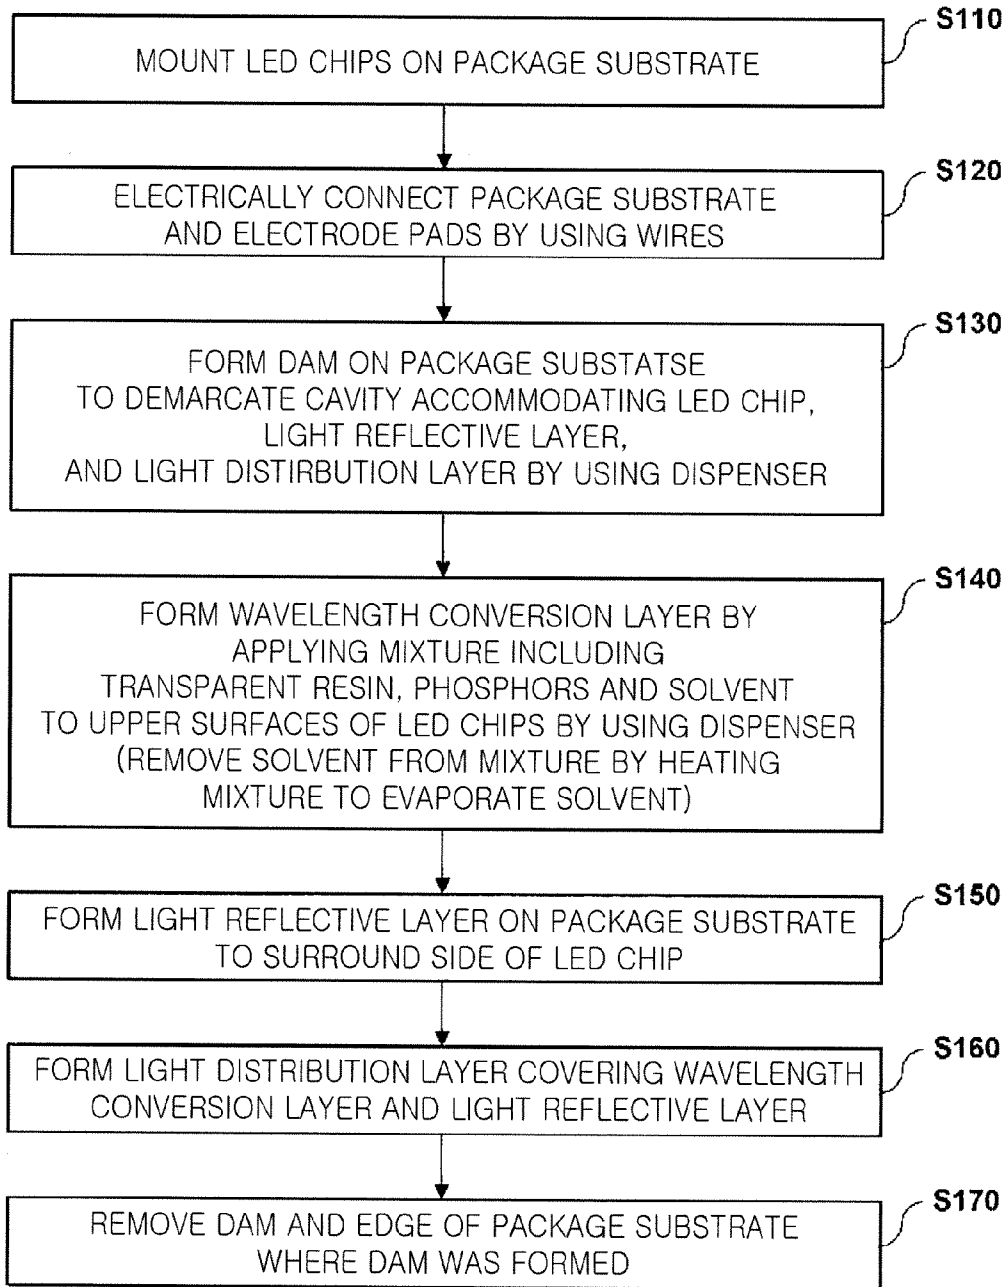 S110
MOUNT LED CHIPS ON PACKAGE SUBSTRATE
S120
ELECTRICALLY CONNECT PACKAGE SUBSTRATE
AND ELECTRODE PADS BY USING WIRES
S130
FORM DAM ON PACKAGE SUBSTATSE
TO DEMARCATE CAVITY ACCOMMODATING LED CHIP,
LIGHT REFLECTIVE LAYER,
AND LIGHT DISTIRBUTION LAYER BY USING DISPENSER
S140
FORM WAVELENGTH CONVERSION LAYER BY
APPLYING MIXTURE INCLUDING
TRANSPARENT RESIN, PHOSPHORS AND SOLVENT
TO UPPER SURFACES OF LED CHIPS BY USING DISPENSER
(REMOVE SOLVENT FROM MIXTURE BY HEATING
MIXTURE TO EVAPORATE SOLVENT)
S150
FORM LIGHT REFLECTIVE LAYER ON PACKAGE SUBSTRATE
TO SURROUND SIDE OF LED CHIP
S160
FORM LIGHT DISTRIBUTION LAYER COVERING WAVELENGTH
CONVERSION LAYER AND LIGHT REFLECTIVE LAYER
S170
REMOVE DAM AND EDGE OF PACKAGE SUBSTRATE
WHERE DAM WAS FORMED